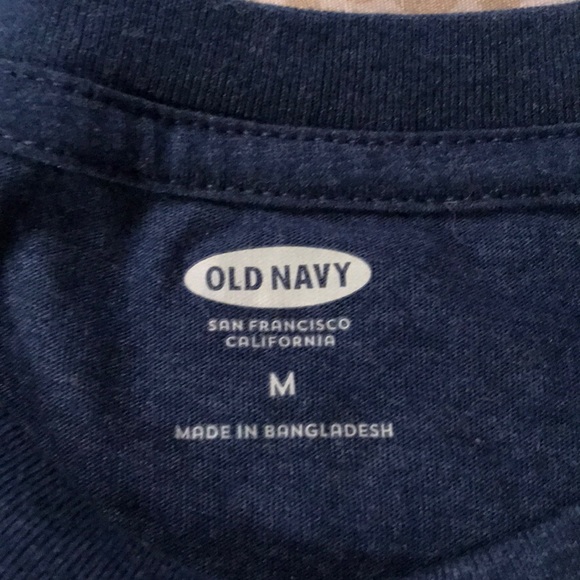 OLD NAVY
SAN FRANCISCO
CALIFORNIA
M
MADE IN BANGLADESH